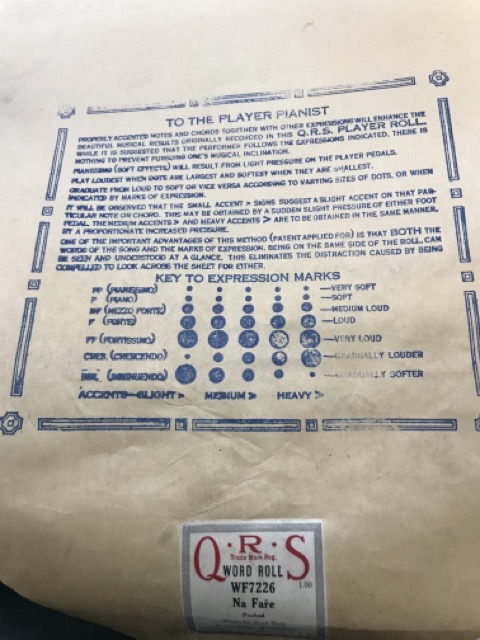 TO THE PLAYER PIANIST
PROPERLY ACCENTED NOTES AND CHORDS TOGETHER WITH OTHER EXPRESSIONS WILL ENHANCE THE
BEAUTIFUL MUSICAL RESULTS ORIGINALLY RECORDED IN THIS Q.R.S. PLAYER ROLL.
WHILE IT IS SUGGESTED THAT THE PERFORMER FOLLOWS THE EXPRESSIONS INDICATED, THERE IS
NOTHING TO PREVENT PURSUING ONE'S MUSICAL INCLINATION.
PIANISSIMO (SOFT EFFECTS) WILL RESULT FROM LIGHT PRESSURE ON THE PLAYER PEDALS.
PLAY LOUDEST WHEN DOTS ARE LARGEST AND SOFTEST WHEN THEY ARE SMALLEST.
GRADUATE FROM LOUD TO SOFT OR VICE VERSA ACCORDING TO VARYING SIZES OF DOTS, OR WHEN
INDICATED BY MARKS OF EXPRESSION.
IT WILL BE OBSERVED THAT THE SMALL ACCENT > SIGNS SUGGEST A SLIGHT ACCENT ON THAT PAR-
TICULAR NOTE OR CHORD. THIS MAY BE OBTAINED BY A SUDDEN SLIGHT PRESSURE OF EITHER FOOT
PEDAL, THE MEDIUM ACCENTS > AND HEAVY ACCENTS > ARE TO BE OBTAINED IN THE SAME MANNER,
BY A PROPORTIONATE INCREASED PRESSURE.
ONE OF THE IMPORTANT ADVANTAGES OF THIS METHOD (PATENT APPLIED FOR) IS THAT BOTH THE
WORDS OF THE SONG AND THE MARKS OF EXPRESSION, BEING ON THE SAME SIDE OF THE ROLL, CAN
BE SEEN AND UNDERSTOOD AT A GLANCE. THIS ELIMINATES THE DISTRACTION CAUSED BY BEING
COMPELLED TO LOOK ACROSS THE SHEET FOR EITHER.
KEY TO EXPRESSION MARKS
PP (PIANISSIMO) —VERY SOFT
P (PIANO) —SOFT
MF (MEZZO FORTE) —MEDIUM LOUD
F (FORTE) —LOUD
FF (FORTISSIMO) —VERY LOUD
CRES. (CRESCENDO) —GRADUALLY LOUDER
DIM. (DIMINUENDO) —GRADUALLY SOFTER
ACCENTS—SLIGHT > MEDIUM > HEAVY >
Q·R·S
Trade Mark Reg.
WORD ROLL
WF7226 1.00
Na Faře